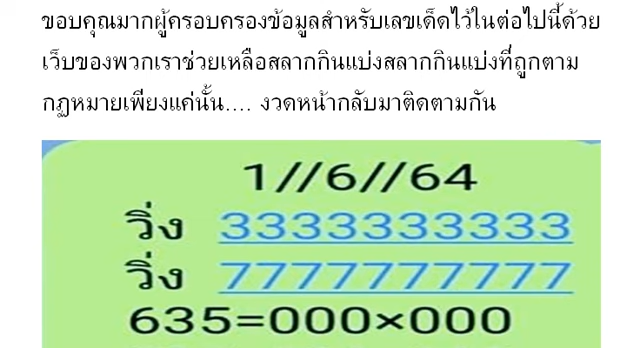 ขอบคุณมากผู้ครอบครองข้อมูลสำหรับเลขเด็ดไว้ในต่อไปนี้ด้วย
เว็บของพวกเราช่วยเหลือสลากกินแบ่งสลากกินแบ่งที่ถูกตาม
กฏหมายเพียงแค่นั้น.... งวดหน้ากลับมาติดตามกัน
1//6//64
วิ่ง 3333333333
วิ่ง 7777777777
635=000×000